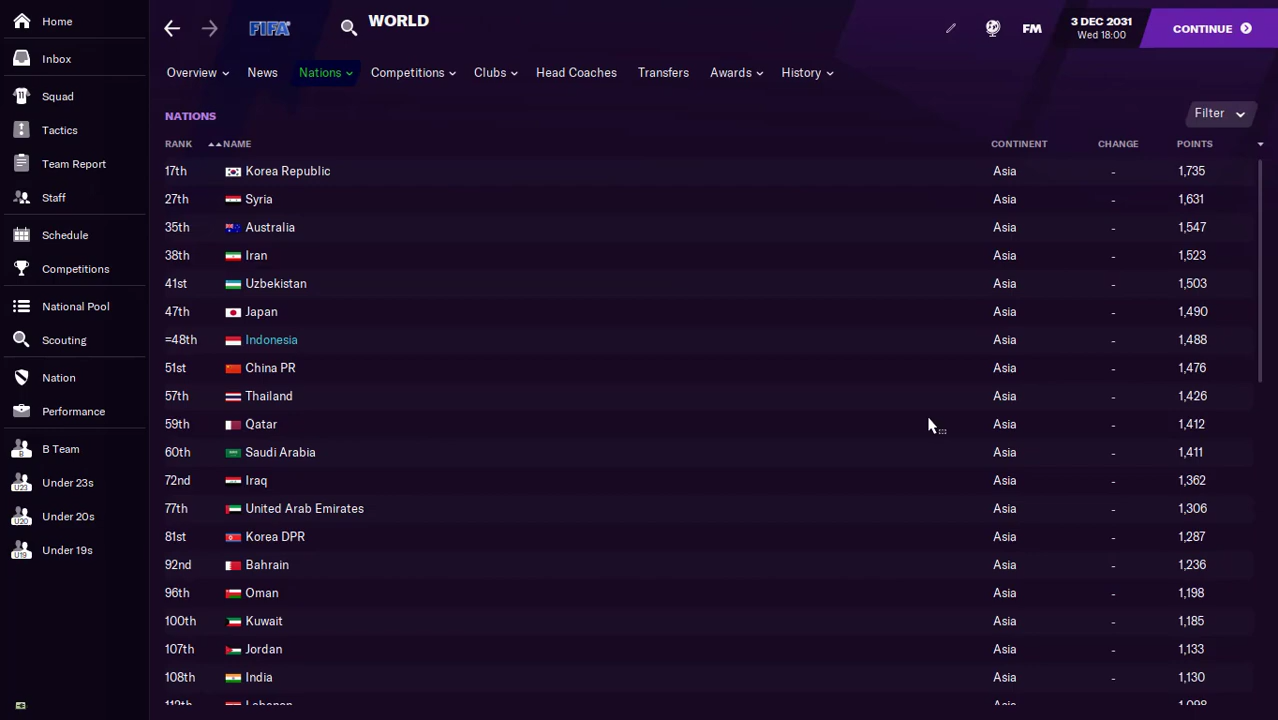 Home
Inbox
Squad
Tactics
Team Report
Staff
Schedule
Competitions
National Pool
Scouting
Nation
Performance
B Team
Under 23s
Under 20s
Under 19s
FIFA WORLD
FM
3 DEC 2031
Wed 18:00
CONTINUE
Overview News Nations Competitions Clubs Head Coaches Transfers Awards History
NATIONS
Filter
RANK NAME CONTINENT CHANGE POINTS
17th Korea Republic Asia - 1,735
27th Syria Asia - 1,631
35th Australia Asia - 1,547
38th Iran Asia - 1,523
41st Uzbekistan Asia - 1,503
47th Japan Asia - 1,490
=48th Indonesia Asia - 1,488
51st China PR Asia - 1,476
57th Thailand Asia - 1,426
59th Qatar Asia - 1,412
60th Saudi Arabia Asia - 1,411
72nd Iraq Asia - 1,362
77th United Arab Emirates Asia - 1,306
81st Korea DPR Asia - 1,287
92nd Bahrain Asia - 1,236
96th Oman Asia - 1,198
100th Kuwait Asia - 1,185
107th Jordan Asia - 1,133
108th India Asia - 1,130
112th Lebanon Asia - 1,098